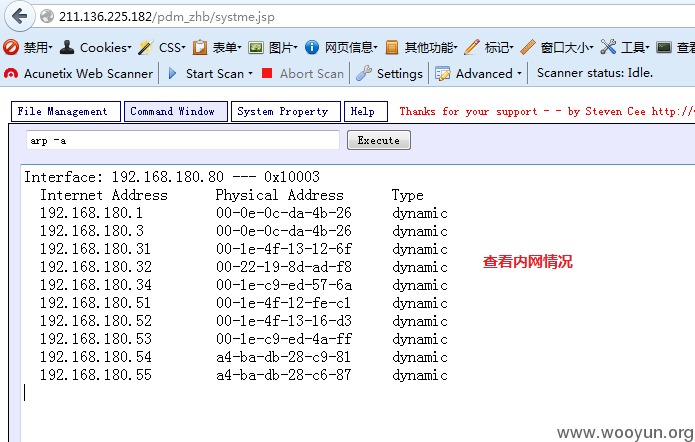 211.136.225.182/pdm_zhb/systme.jsp
禁用 Cookies CSS 表单 图片 网页信息 其他功能 标记 窗口大小 工具 查看
Acunetix Web Scanner Start Scan Abort Scan Settings Advanced Scanner status: Idle.
File Management Command Window System Property Help Thanks for your support - - by Steven Cee http://
arp -a Execute
Interface: 192.168.180.80 --- 0x10003
Internet Address Physical Address Type
192.168.180.1 00-0e-0c-da-4b-26 dynamic
192.168.180.3 00-0e-0c-da-4b-26 dynamic
192.168.180.31 00-1e-4f-13-12-6f dynamic
192.168.180.32 00-22-19-8d-ad-f8 dynamic
192.168.180.34 00-1e-c9-ed-57-6a dynamic
查看内网情况
192.168.180.51 00-1e-4f-12-fe-c1 dynamic
192.168.180.52 00-1e-4f-13-16-d3 dynamic
192.168.180.53 00-1e-c9-ed-4a-ff dynamic
192.168.180.54 a4-ba-db-28-c9-81 dynamic
192.168.180.55 a4-ba-db-28-c6-87 dynamic
www.wooyun.org